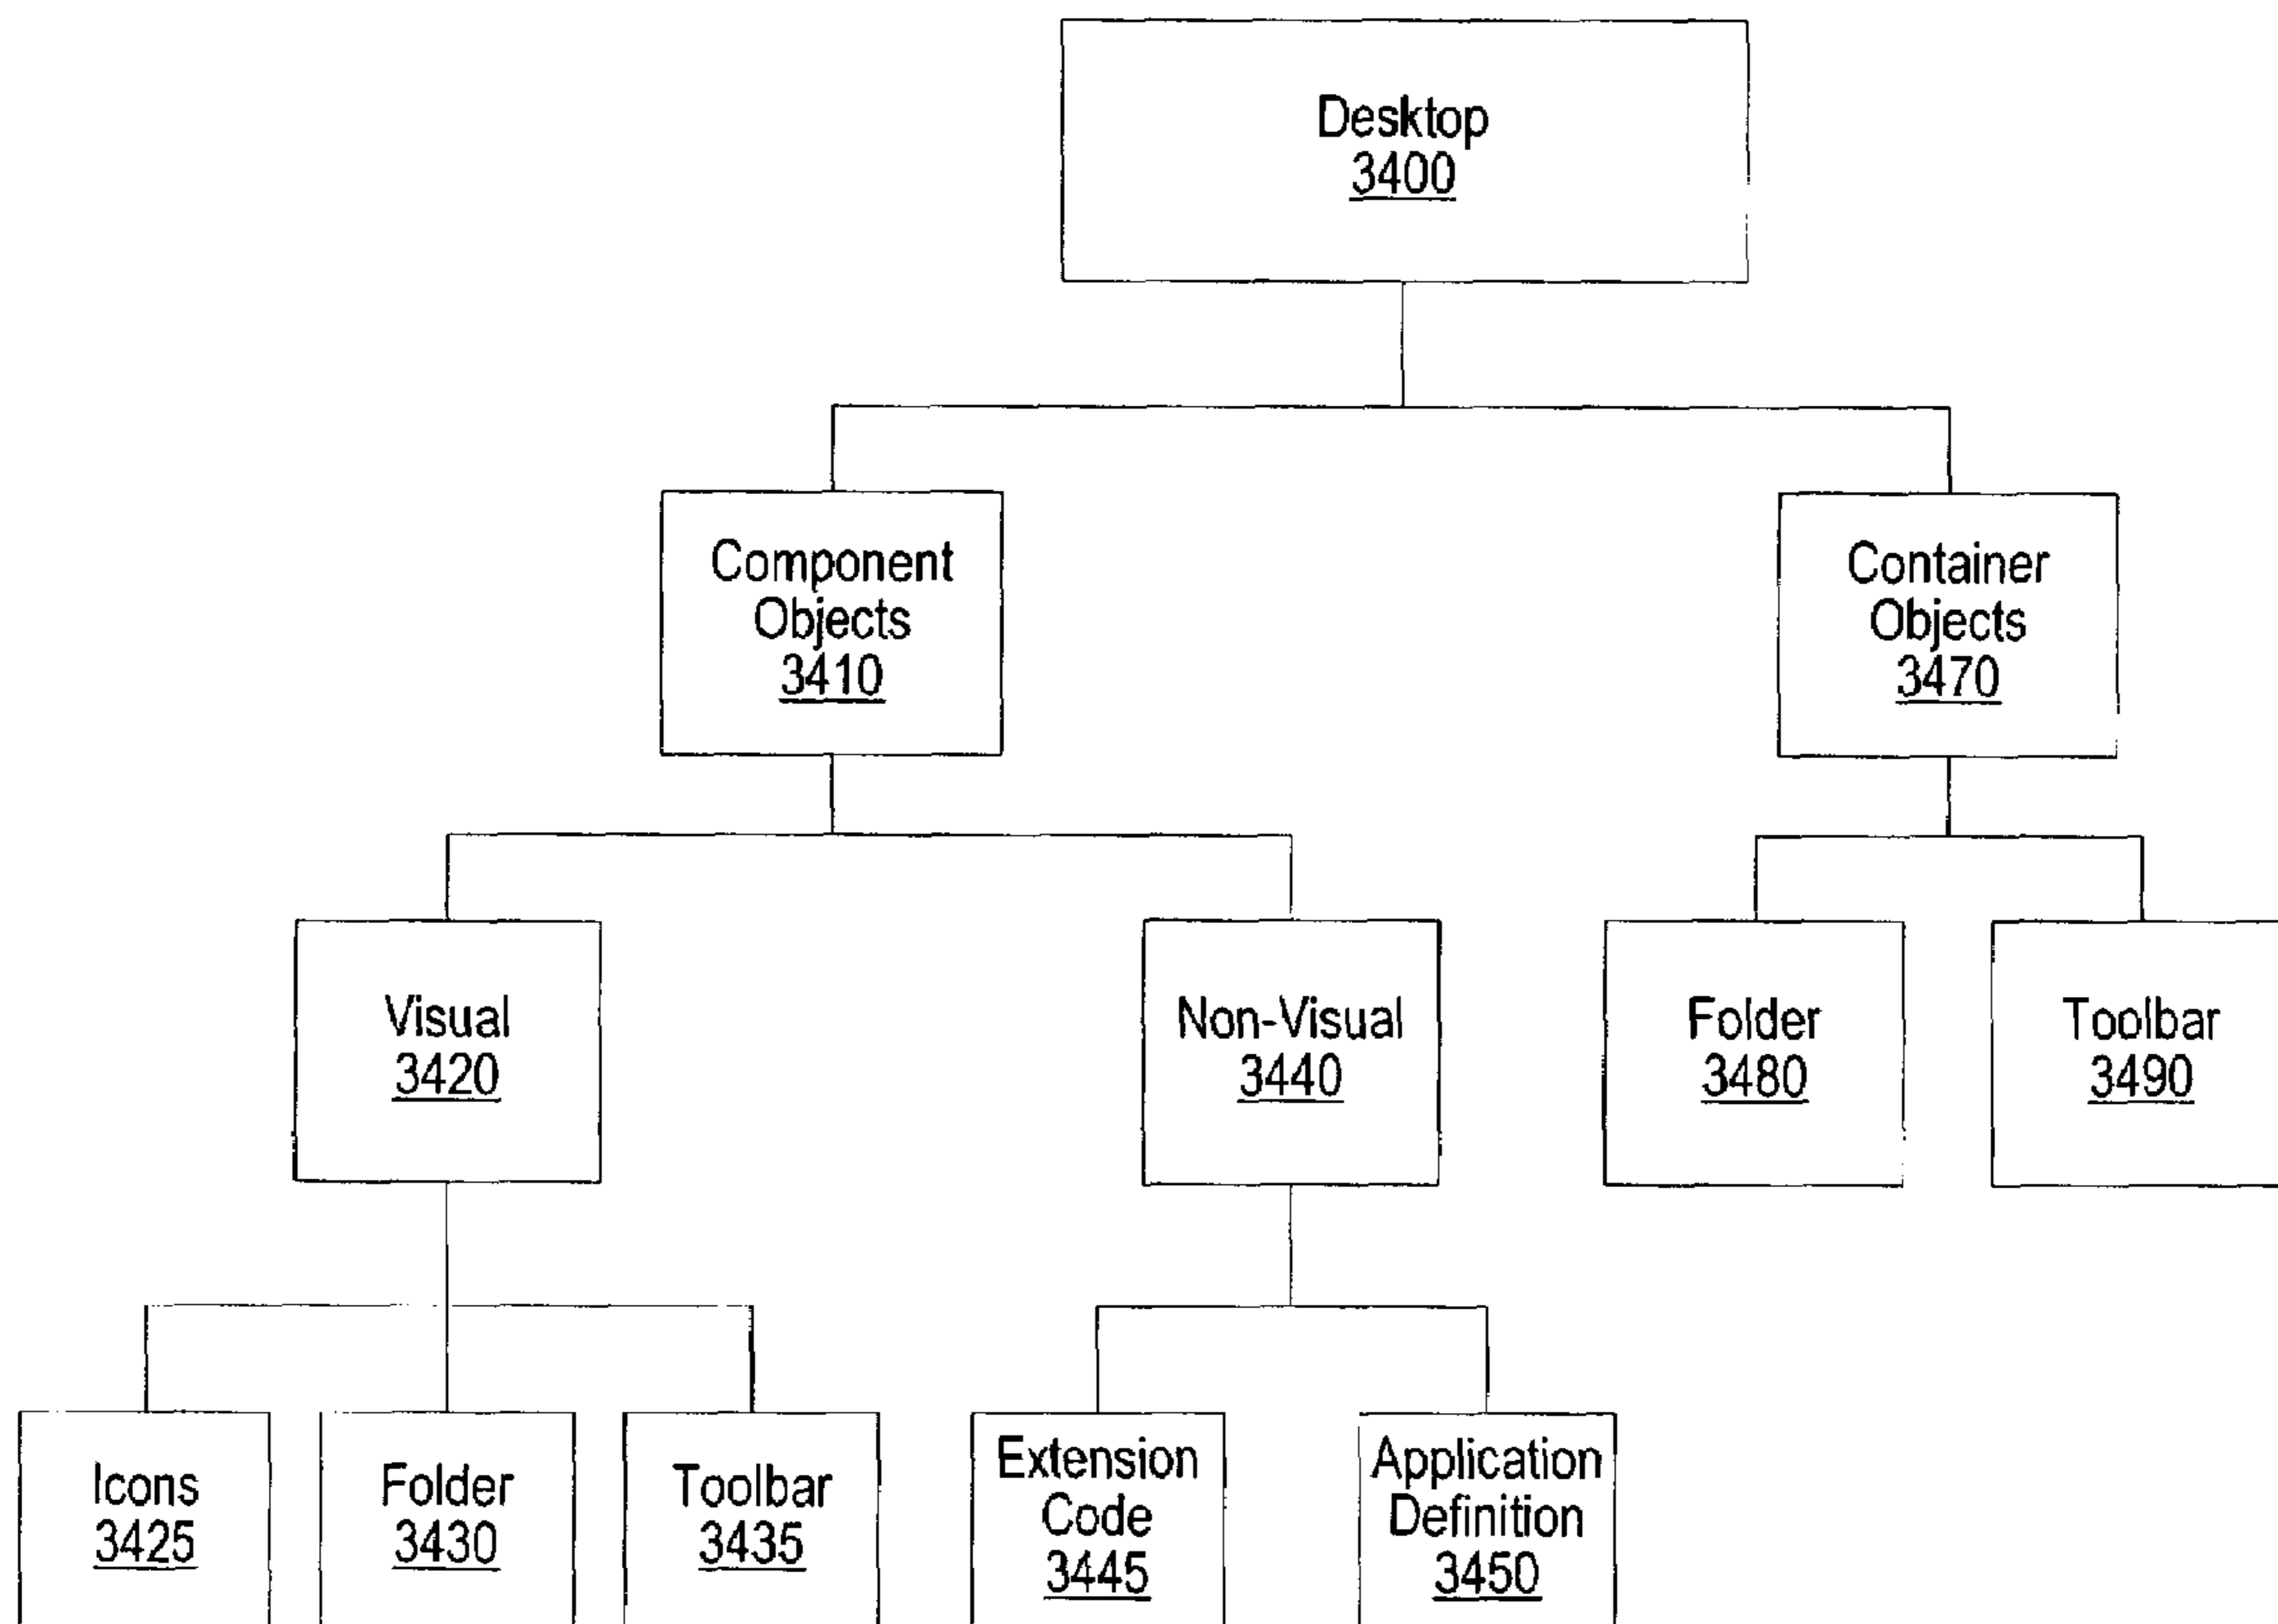 Desktop
3400
Component
Objects
3410
Container
Objects
3470
Visual
3420
Non-Visual
3440
Folder
3480
Toolbar
3490
Icons
3425
Folder
3430
Toolbar
3435
Extension
Code
3445
Application
Definition
3450